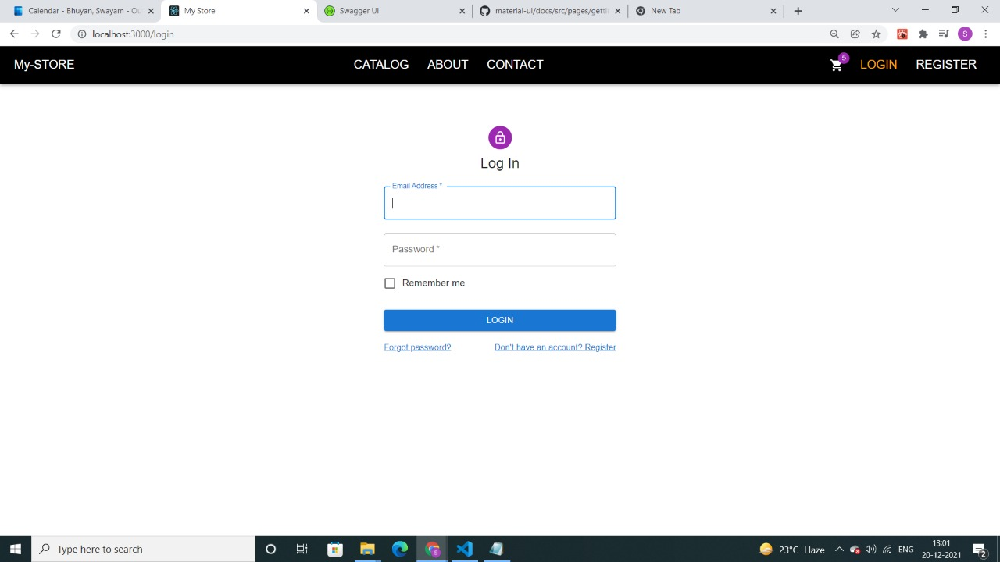 Calendar - Bhuyan, Swayam - Ou
My Store
Swagger UI
material-ui/docs/src/pages/getti
New Tab
localhost:3000/login
S
My-STORE
CATALOG
ABOUT
CONTACT
5
LOGIN
REGISTER
Log In
Email Address *
Password *
Remember me
LOGIN
Forgot password?
Don't have an account? Register
Type here to search
23°C Haze
ENG
13:01
20-12-2021
2